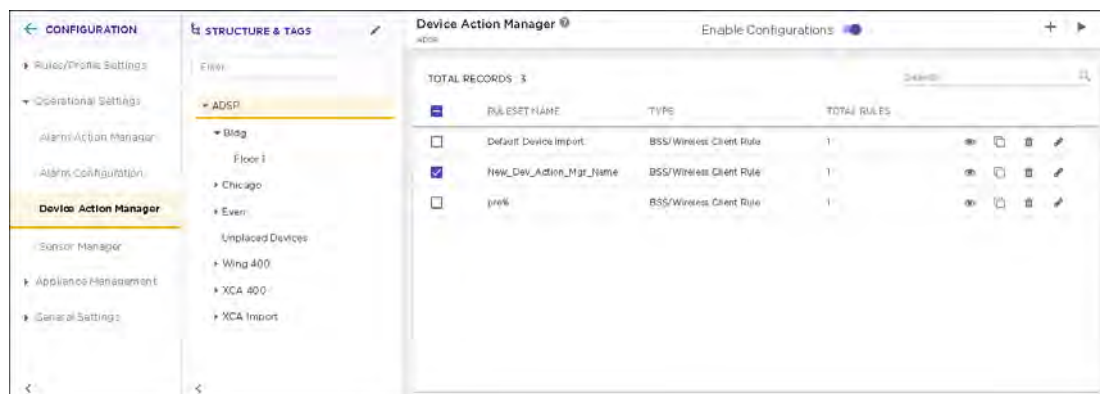 CONFIGURATION
Rules/Profile Settings
Operational Settings
Alarm Action Manager
Alarm Configuration
Device Action Manager
Sensor Manager
Appliance Management
General Settings
STRUCTURE & TAGS
Filter
ADSP
Bldg
Floor 1
Chicago
Even
Unplaced Devices
Wing 400
XCA 400
XCA Import
Device Action Manager
ADSP
Enable Configurations
TOTAL RECORDS 3
Search
RULESET NAME TYPE TOTAL RULES
Default Device Import BSS/Wireless Client Rule 1
New_Dev_Action_Mgr_Name BSS/Wireless Client Rule 1
BSS/Wireless Client Rule 1